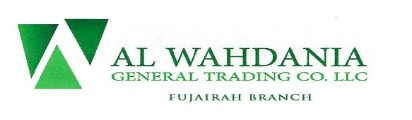 AL WAHDANIA
GENERAL TRADING CO. LLC
FUJAIRAH BRANCH